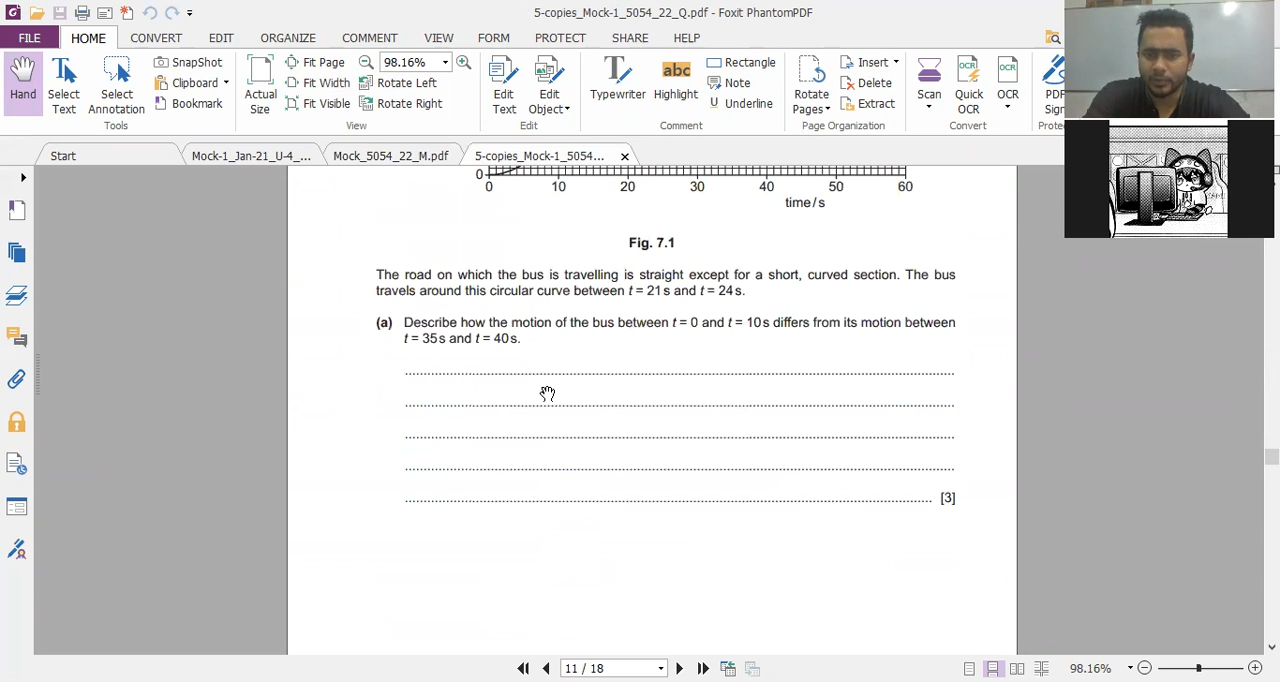 5-copies_Mock-1_5054_22_Q.pdf - Foxit PhantomPDF
FILE HOME CONVERT EDIT ORGANIZE COMMENT VIEW FORM PROTECT SHARE HELP
Hand
Select Text
Select Annotation
SnapShot
Clipboard
Bookmark
Tools
Actual Size
Fit Page
Fit Width
Fit Visible
98.16%
Rotate Left
Rotate Right
View
Edit Text
Edit Object
Edit
Typewriter
Highlight
Rectangle
Note
Underline
Comment
Rotate Pages
Insert
Delete
Extract
Page Organization
Scan
Quick OCR
OCR
Convert
PDF
Sign
Prote
Start
Mock-1_Jan-21_U-4_...
Mock_5054_22_M.pdf
5-copies_Mock-1_5054...
0
0 10 20 30 40 50 60
time / s
Fig. 7.1
The road on which the bus is travelling is straight except for a short, curved section. The bus
travels around this circular curve between t = 21 s and t = 24 s.
(a) Describe how the motion of the bus between t = 0 and t = 10 s differs from its motion between
t = 35 s and t = 40 s.
[3]
11 / 18
98.16%